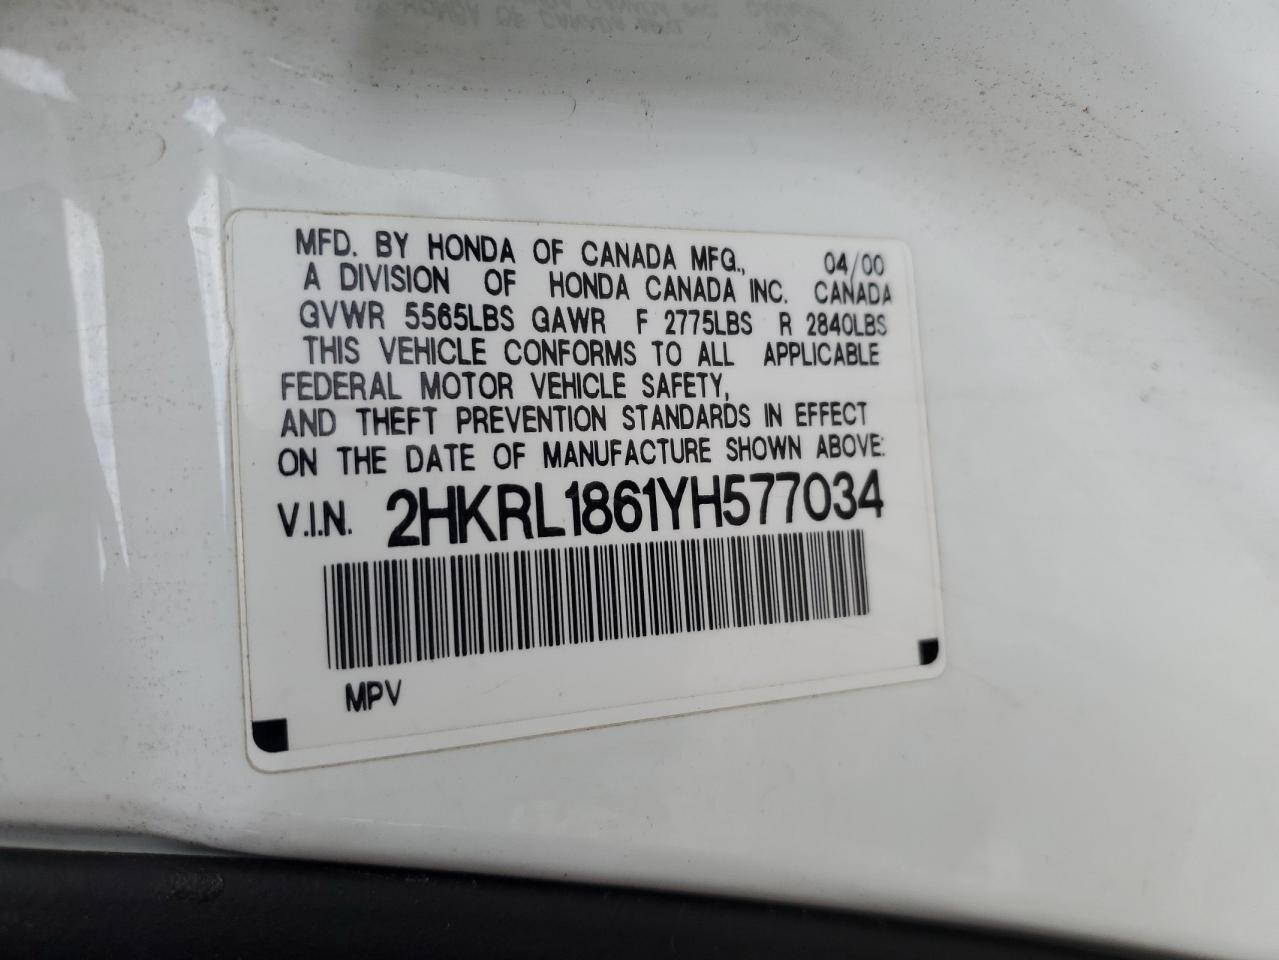 MFD. BY HONDA OF CANADA MFG., 04/00
A DIVISION OF HONDA CANADA INC. CANADA
GVWR 5565LBS GAWR F 2775LBS R 2840LBS
THIS VEHICLE CONFORMS TO ALL APPLICABLE
FEDERAL MOTOR VEHICLE SAFETY,
AND THEFT PREVENTION STANDARDS IN EFFECT
ON THE DATE OF MANUFACTURE SHOWN ABOVE:
V.I.N. 2HKRL1861YH577034
MPV